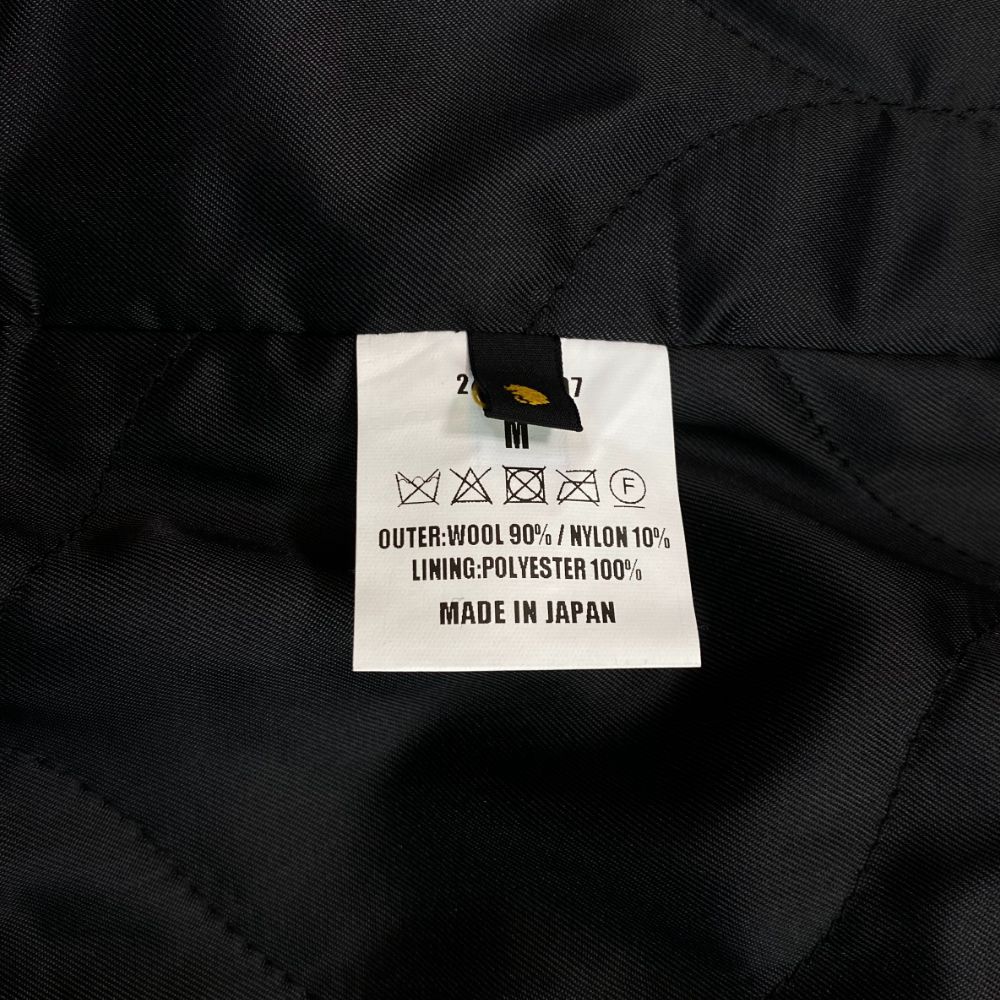 M
F
OUTER:WOOL 90% / NYLON 10%
LINING:POLYESTER 100%
MADE IN JAPAN